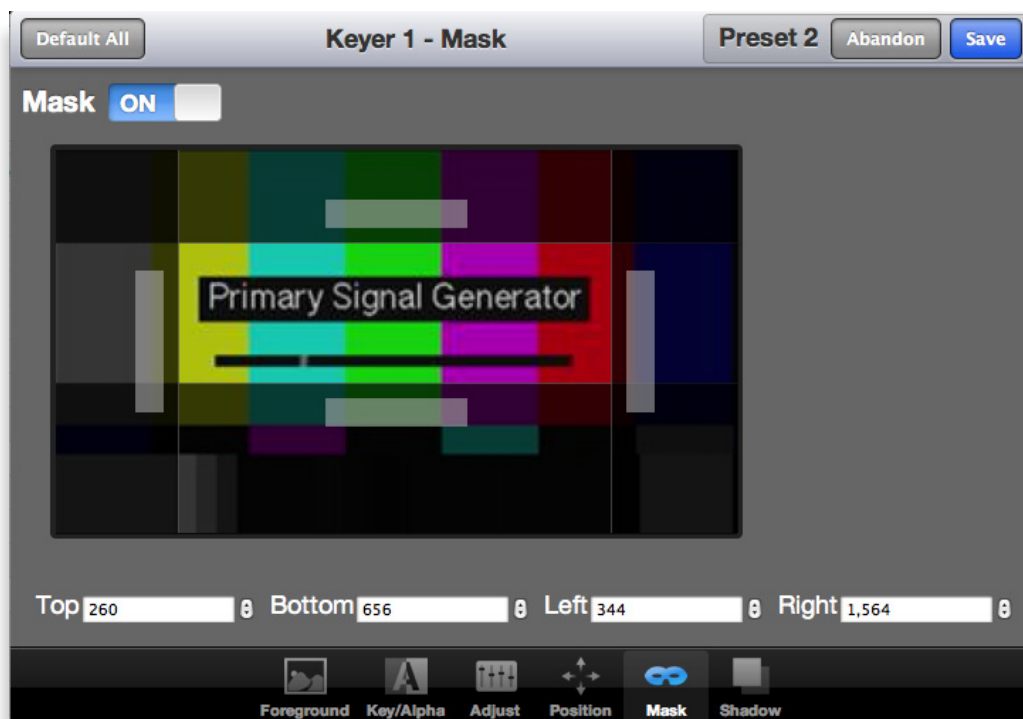 Default All
Keyer 1 - Mask
Preset 2
Abandon
Save
Mask ON
Primary Signal Generator
Top 260 Bottom 656 Left 344 Right 1,564
Foreground Key/Alpha Adjust Position Mask Shadow